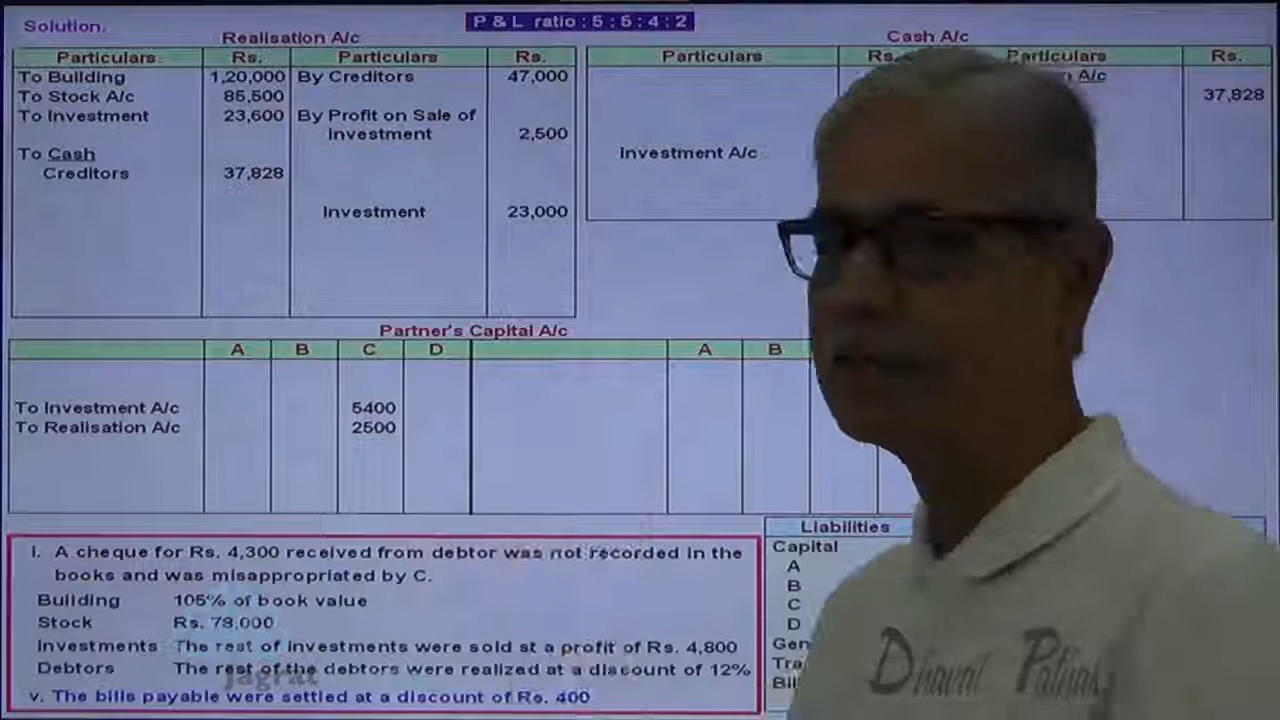 Solution.
P & L ratio : 5 : 5 : 4 : 2
Realisation A/c
Particulars Rs. Particulars Rs.
To Building 1,20,000 By Creditors 47,000
To Stock A/c 85,500
To Investment 23,600 By Profit on Sale of
Investment 2,500
To Cash
Creditors 37,828
Investment 23,000
Cash A/c
Particulars Rs. Particulars Rs.
A/c
37,828
Investment A/c
Partner's Capital A/c
A B C D A B
To Investment A/c 5400
To Realisation A/c 2500
i. A cheque for Rs. 4,300 received from debtor was not recorded in the
books and was misappropriated by C.
Building 105% of book value
Stock Rs. 78,000
Investments The rest of investments were sold at a profit of Rs. 4,800
Debtors The rest of the debtors were realized at a discount of 12%
jagrat
v. The bills payable were settled at a discount of Rs. 400
Liabilities
Capital
A
B
C
D
Gen
Tra
Bil
Dhaval